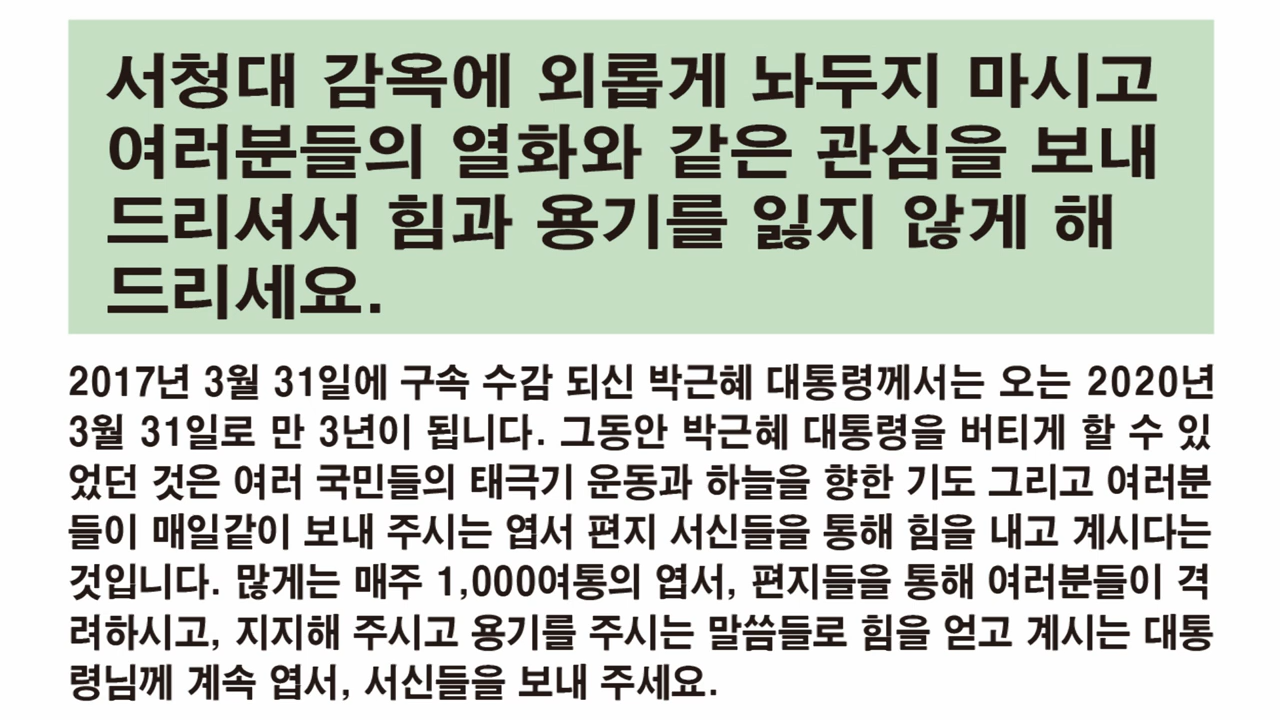 서청대 감옥에 외롭게 놔두지 마시고
여러분들의 열화와 같은 관심을 보내
드리셔서 힘과 용기를 잃지 않게 해
드리세요.
2017년 3월 31일에 구속 수감 되신 박근혜 대통령께서는 오는 2020년
3월 31일로 만 3년이 됩니다. 그동안 박근혜 대통령을 버티게 할 수 있
었던 것은 여러 국민들의 태극기 운동과 하늘을 향한 기도 그리고 여러분
들이 매일같이 보내 주시는 엽서 편지 서신들을 통해 힘을 내고 계시다는
것입니다. 많게는 매주 1,000여통의 엽서, 편지들을 통해 여러분들이 격
려하시고, 지지해 주시고 용기를 주시는 말씀들로 힘을 얻고 계시는 대통
령님께 계속 엽서, 서신들을 보내 주세요.